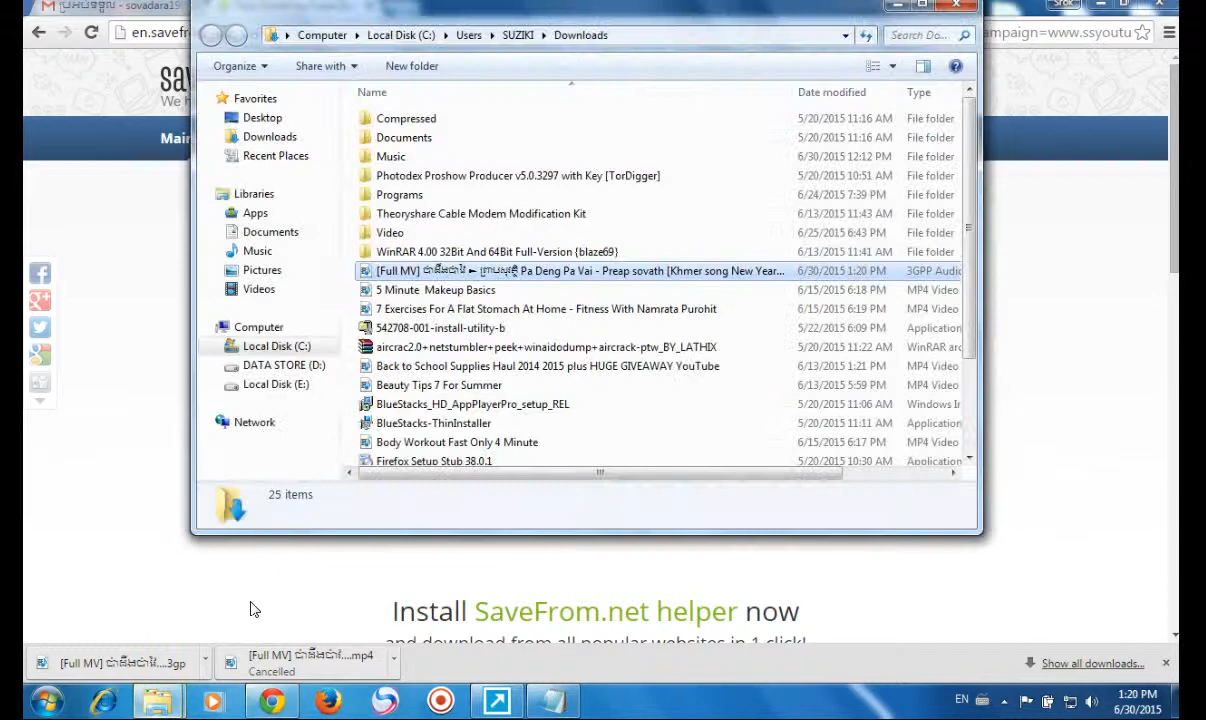 sovadara19
Srok
en.savefr
mpaign=www.ssyoutu
Computer
Local Disk (C:)
Users
SUZIKI
Downloads
Search Do...
Organize
Share with
New folder
We h
Main
Name
Date modified
Type
Favorites
Desktop
Downloads
Recent Places
Libraries
Apps
Documents
Music
Pictures
Videos
Computer
Local Disk (C:)
DATA STORE (D:)
Local Disk (E:)
Network
Compressed 5/20/2015 11:16 AM File folder
Documents 5/20/2015 11:16 AM File folder
Music 6/30/2015 12:12 PM File folder
Photodex Proshow Producer v5.0.3297 with Key [TorDigger] 5/20/2015 10:51 AM File folder
Programs 6/24/2015 7:39 PM File folder
Theoryshare Cable Modem Modification Kit 6/13/2015 11:43 AM File folder
Video 6/25/2015 6:43 PM File folder
WinRAR 4.00 32Bit And 64Bit Full-Version {blaze69} 6/13/2015 11:41 AM File folder
[Full MV] ជាងឹងជាវៃ ► ព្រាបសុវត្ថិ Pa Deng Pa Vai - Preap sovath [Khmer song New Year... 6/30/2015 1:20 PM 3GPP Audio
5 Minute Makeup Basics 6/15/2015 6:18 PM MP4 Video
7 Exercises For A Flat Stomach At Home - Fitness With Namrata Purohit 6/15/2015 6:19 PM MP4 Video
542708-001-install-utility-b 5/22/2015 6:09 PM Application
aircrac2.0+netstumbler+peek+winaidodump+aircrack-ptw_BY_LATHIX 5/20/2015 11:22 AM WinRAR arc
Back to School Supplies Haul 2014 2015 plus HUGE GIVEAWAY YouTube 6/13/2015 1:21 PM MP4 Video
Beauty Tips 7 For Summer 6/13/2015 5:59 PM MP4 Video
BlueStacks_HD_AppPlayerPro_setup_REL 5/20/2015 11:06 AM Windows In
BlueStacks-ThinInstaller 5/20/2015 11:11 AM Application
Body Workout Fast Only 4 Minute 6/15/2015 6:17 PM MP4 Video
Firefox Setup Stub 38.0.1 5/20/2015 10:30 AM Application
25 items
Install SaveFrom.net helper now
and download from all popular websites in 1 click!
[Full MV] ....3gp
[Full MV] ....mp4
Cancelled
Show all downloads...
EN
1:20 PM
6/30/2015